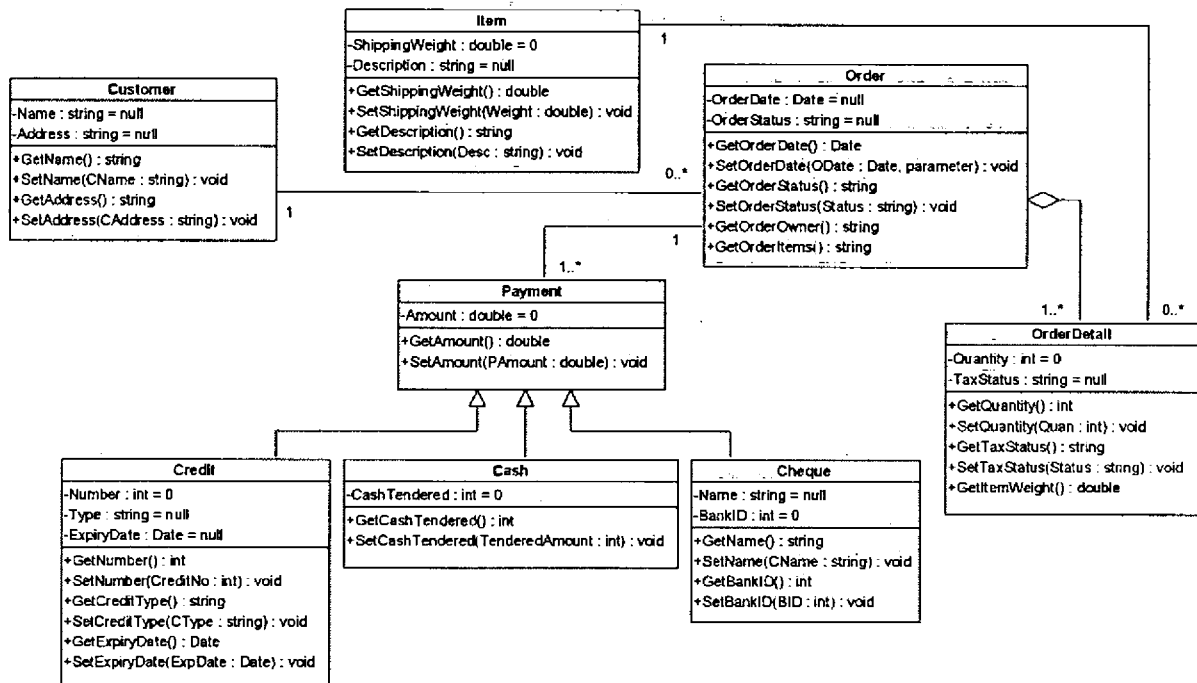 Item
-ShippingWeight : double = 0
-Description : string = null
+GetShippingWeight() : double
+SetShippingWeight(Weight : double) : void
+GetDescription() : string
+SetDescription(Desc : string) : void
1
Customer
-Name : string = null
-Address : string = null
+GetName() : string
+SetName(CName : string) : void
+GetAddress() : string
+SetAddress(CAddress : string) : void
1
0..*
Order
-OrderDate : Date = null
-OrderStatus : string = null
+GetOrderDate() : Date
+SetOrderDate(ODate : Date, parameter) : void
+GetOrderStatus() : string
+SetOrderStatus(Status : string) : void
+GetOrderOwner() : string
+GetOrderItems() : string
1
1..*
Payment
-Amount : double = 0
+GetAmount() : double
+SetAmount(PAmount : double) : void
1..*
0..*
OrderDetail
-Quantity : int = 0
-TaxStatus : string = null
+GetQuantity() : int
+SetQuantity(Quan : int) : void
+GetTaxStatus() : string
+SetTaxStatus(Status : string) : void
+GetItemWeight() : double
Credit
-Number : int = 0
-Type : string = null
-ExpiryDate : Date = null
+GetNumber() : int
+SetNumber(CreditNo : int) : void
+GetCreditType() : string
+SetCreditType(CType : string) : void
+GetExpiryDate() : Date
+SetExpiryDate(ExpDate : Date) : void
Cash
-CashTendered : int = 0
+GetCashTendered() : int
+SetCashTendered(TenderedAmount : int) : void
Cheque
-Name : string = null
-BankID : int = 0
+GetName() : string
+SetName(CName : string) : void
+GetBankID() : int
+SetBankID(BID : int) : void